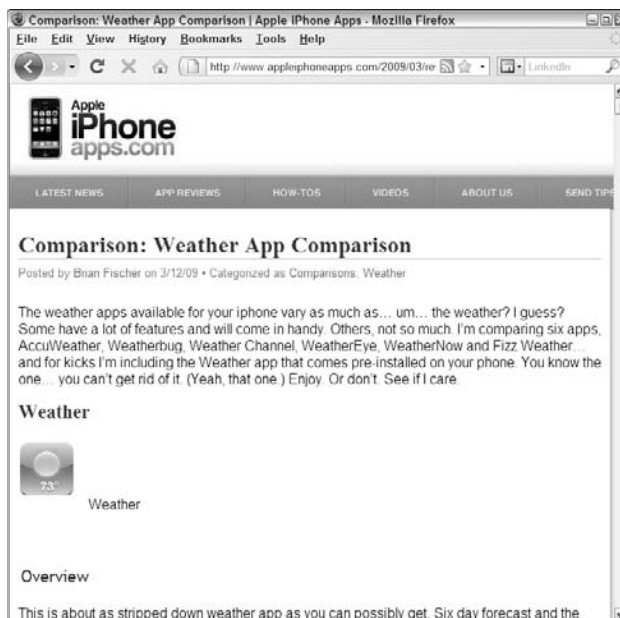 Comparison: Weather App Comparison | Apple iPhone Apps - Mozilla Firefox
File Edit View History Bookmarks Tools Help
http://www.appleiphoneapps.com/2009/03/re LinkedIn
Apple
iPhone
apps.com
LATEST NEWS APP REVIEWS HOW-TOS VIDEOS ABOUT US SEND TIPS
Comparison: Weather App Comparison
Posted by Brian Fischer on 3/12/09 • Categorized as Comparisons, Weather
The weather apps available for your iphone vary as much as… um… the weather? I guess?
Some have a lot of features and will come in handy. Others, not so much. I'm comparing six apps,
AccuWeather, Weatherbug, Weather Channel, WeatherEye, WeatherNow and Fizz Weather…
and for kicks I'm including the Weather app that comes pre-installed on your phone. You know the
one… you can't get rid of it. (Yeah, that one.) Enjoy. Or don't. See if I care.
Weather
73°
Weather
Overview
This is about as stripped down weather app as you can possibly get. Six day forecast and the